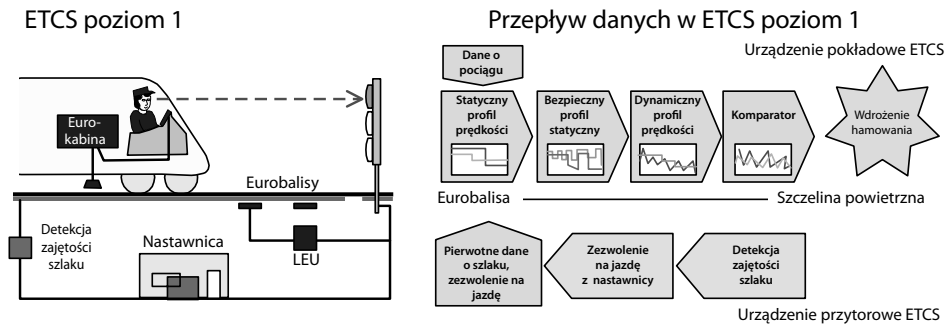 ETCS poziom 1
Euro-
kabina
Eurobalisy
Detekcja
zajętości
szlaku
Nastawnica
LEU
Przepływ danych w ETCS poziom 1
Urządzenie pokładowe ETCS
Dane o
pociągu
Statyczny
profil
prędkości
Bezpieczny
profil
statyczny
Dynamiczny
profil
prędkości
Komparator
Wdrożenie
hamowania
Eurobalisa
Szczelina powietrzna
Pierwotne dane
o szlaku,
zezwolenie na
jazdę
Zezwolenie
na jazdę
z nastawnicy
Detekcja
zajętości
szlaku
Urządzenie przytorowe ETCS